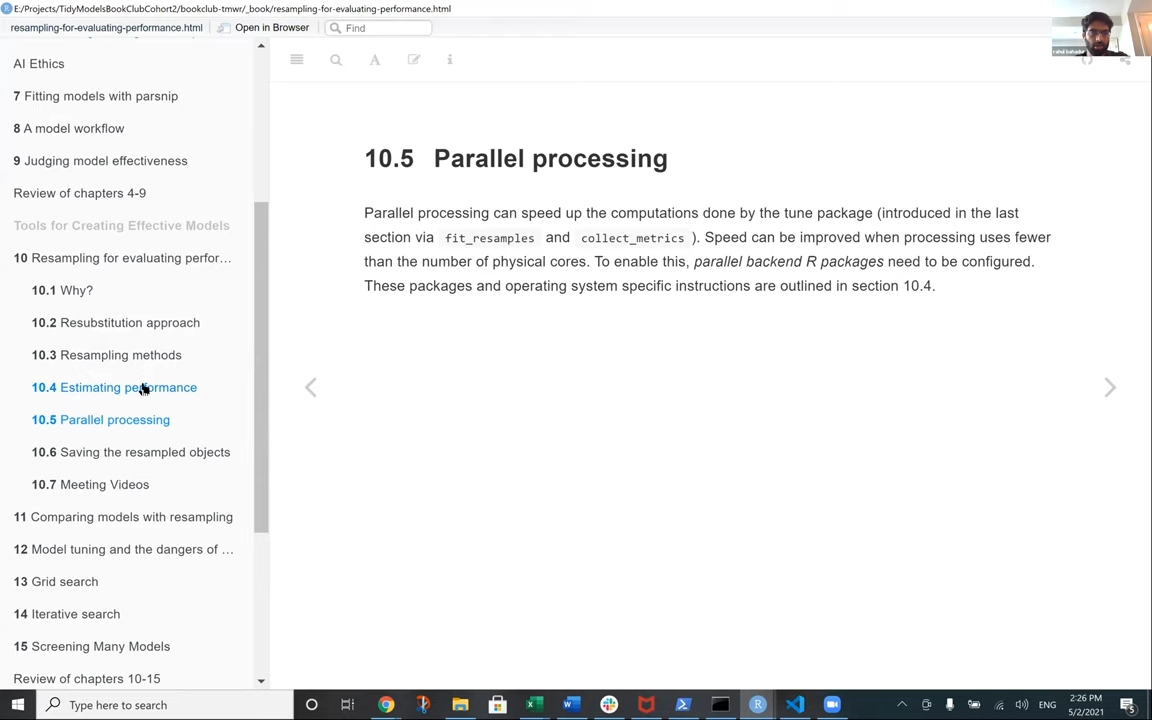 E:/Projects/TidyModelsBookClubCohort2/bookclub-tmwr/_book/resampling-for-evaluating-performance.html
resampling-for-evaluating-performance.html
Open in Browser
Find
AI Ethics
7 Fitting models with parsnip
8 A model workflow
9 Judging model effectiveness
Review of chapters 4-9
Tools for Creating Effective Models
10 Resampling for evaluating perfor...
10.1 Why?
10.2 Resubstitution approach
10.3 Resampling methods
10.4 Estimating performance
10.5 Parallel processing
10.6 Saving the resampled objects
10.7 Meeting Videos
11 Comparing models with resampling
12 Model tuning and the dangers of ...
13 Grid search
14 Iterative search
15 Screening Many Models
Review of chapters 10-15
10.5 Parallel processing
Parallel processing can speed up the computations done by the tune package (introduced in the last
section via fit_resamples and collect_metrics ). Speed can be improved when processing uses fewer
than the number of physical cores. To enable this, parallel backend R packages need to be configured.
These packages and operating system specific instructions are outlined in section 10.4.
Type here to search
ENG
2:26 PM
5/2/2021
5